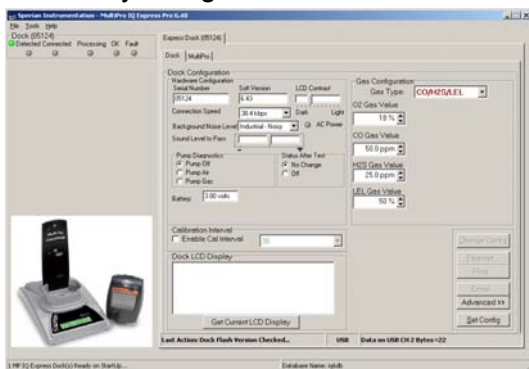 Sperian Instrumentation - MultiPro IQ Express Pro 6.40
File Tools Help
Dock (05124)
Detected Connected Processing OK Fault
Express Dock (05124)
Dock MultiPro
Dock Configuration
Hardware Configuration
Serial Number Soft Version LCD Contrast
05124 6.43
Connection Speed 38.4 kbps Dark Light
Background Noise Level Industrial - Noisy AC Power
Sound Level to Pass
- +
Pump Diagnostics
Pump Off
Pump Air
Pump Gas
Status After Test
No Change
Off
Battery: 3.00 volts
Gas Configuration
Gas Type: CO/H2S/LEL
O2 Gas Value
18 %
CO Gas Value
50.0 ppm
H2S Gas Value
25.0 ppm
LEL Gas Value
50 %
Calibration Interval
Enable Cal Interval 30
Dock LCD Display
Get Current LCD Display
Change Config
Ethernet
Ping
Email
Advanced >>
Set Config
Last Action: Dock Flash Version Checked... USB Data on USB CH 2 Bytes =22
1 MP IQ Express Dock(s) Ready on StartUp... Database Name: iqtdb